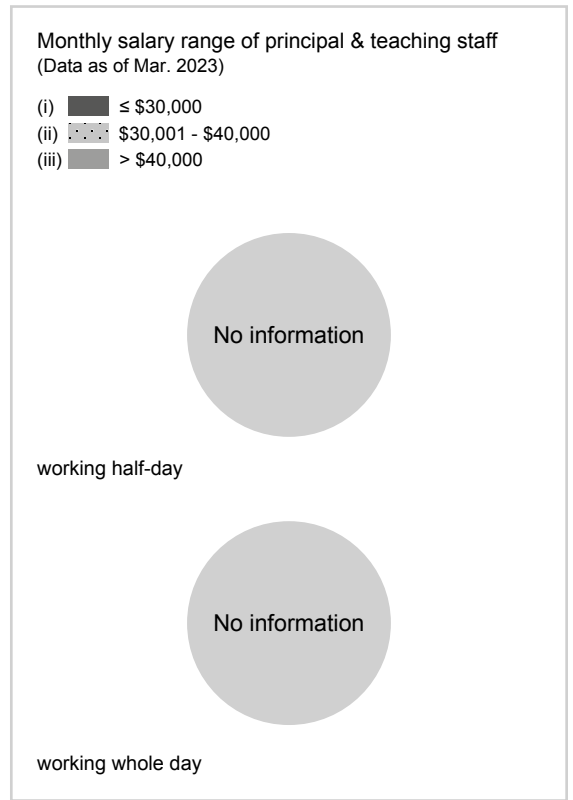 Monthly salary range of principal & teaching staff
(Data as of Mar. 2023)
(i) ≤ $30,000
(ii) $30,001 - $40,000
(iii) > $40,000
No information
working half-day
No information
working whole day